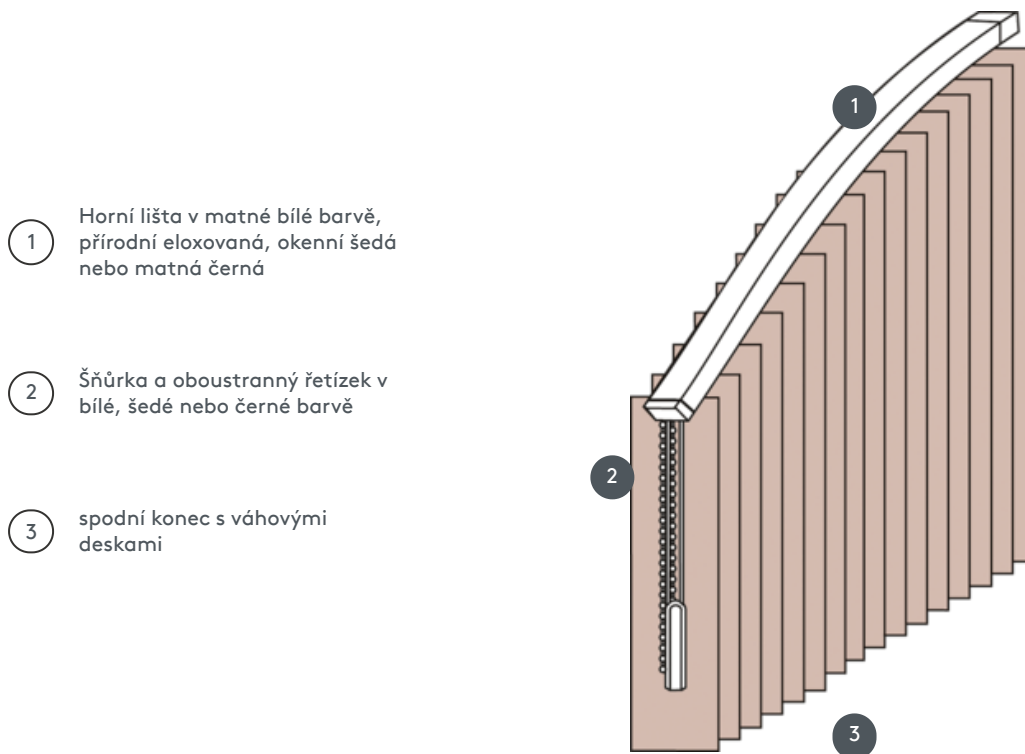 1
Horní lišta v matné bílé barvě,
přírodní eloxovaná, okenní šedá
nebo matná černá
2
Šňůrka a oboustranný řetízek v
bílé, šedé nebo černé barvě
3
spodní konec s váhovými
deskami
1
2
3